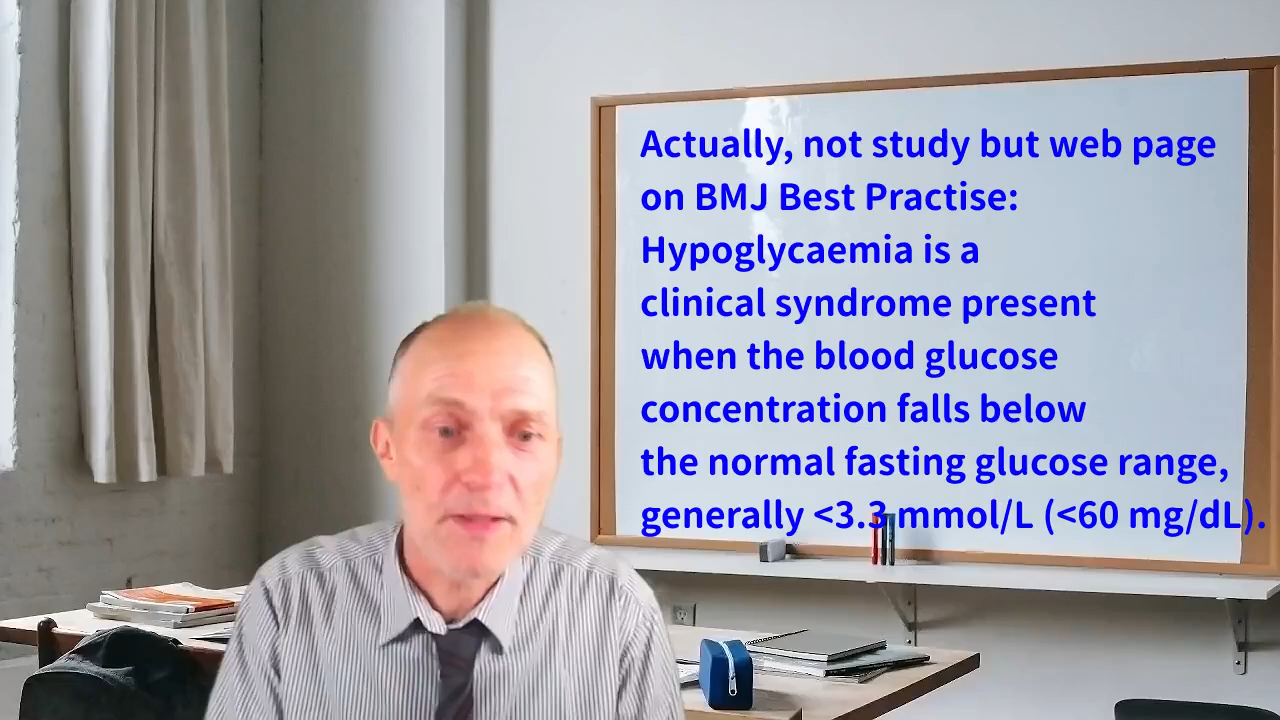 Actually, not study but web page
on BMJ Best Practise:
Hypoglycaemia is a
clinical syndrome present
when the blood glucose
concentration falls below
the normal fasting glucose range,
generally <3.3 mmol/L (<60 mg/dL).